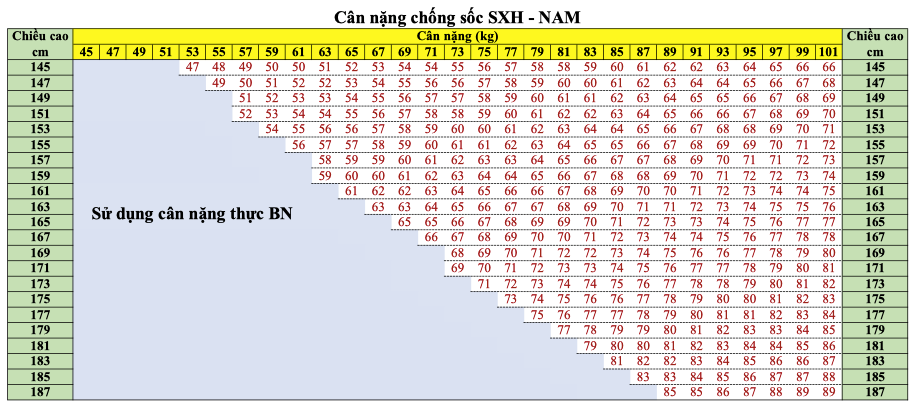 Cân nặng chống sốc SXH - NAM
Chiều cao Cân nặng (kg) Chiều cao
cm 45 47 49 51 53 55 57 59 61 63 65 67 69 71 73 75 77 79 81 83 85 87 89 91 93 95 97 99 101 cm
145 47 48 49 50 50 51 52 53 54 54 55 56 57 58 58 59 60 61 62 62 63 64 65 66 66 145
147 49 50 51 52 52 53 54 55 56 56 57 58 59 60 60 61 62 63 64 64 65 66 67 68 147
149 51 52 53 53 54 55 56 57 57 58 59 60 61 61 62 63 64 65 65 66 67 68 69 149
151 52 53 54 54 55 56 57 58 58 59 60 61 62 62 63 64 65 66 66 67 68 69 70 151
153 54 55 56 56 57 58 59 60 60 61 62 63 64 64 65 66 67 68 68 69 70 71 153
155 56 57 57 58 59 60 61 61 62 63 64 65 65 66 67 68 69 69 70 71 72 155
157 58 59 59 60 61 62 63 63 64 65 66 67 67 68 69 70 71 71 72 73 157
159 59 60 60 61 62 63 64 64 65 66 67 68 68 69 70 71 72 72 73 74 159
161 61 62 62 63 64 65 66 66 67 68 69 70 70 71 72 73 74 74 75 161
163 63 63 64 65 66 67 67 68 69 70 71 71 72 73 74 75 75 76 163
Sử dụng cân nặng thực BN
165 65 65 66 67 68 69 69 70 71 72 73 73 74 75 76 77 77 165
167 66 67 68 69 70 70 71 72 73 74 74 75 76 77 78 78 167
169 68 69 70 71 72 72 73 74 75 76 76 77 78 79 80 169
171 69 70 71 72 73 73 74 75 76 77 77 78 79 80 81 171
173 71 72 73 74 74 75 76 77 78 78 79 80 81 82 173
175 73 74 75 76 76 77 78 79 80 80 81 82 83 175
177 75 76 77 77 78 79 80 81 81 82 83 84 177
179 77 78 79 79 80 81 82 83 83 84 85 179
181 79 80 80 81 82 83 84 84 85 86 181
183 81 82 82 83 84 85 86 86 87 183
185 83 83 84 85 86 87 87 88 185
187 85 85 86 87 88 89 89 187